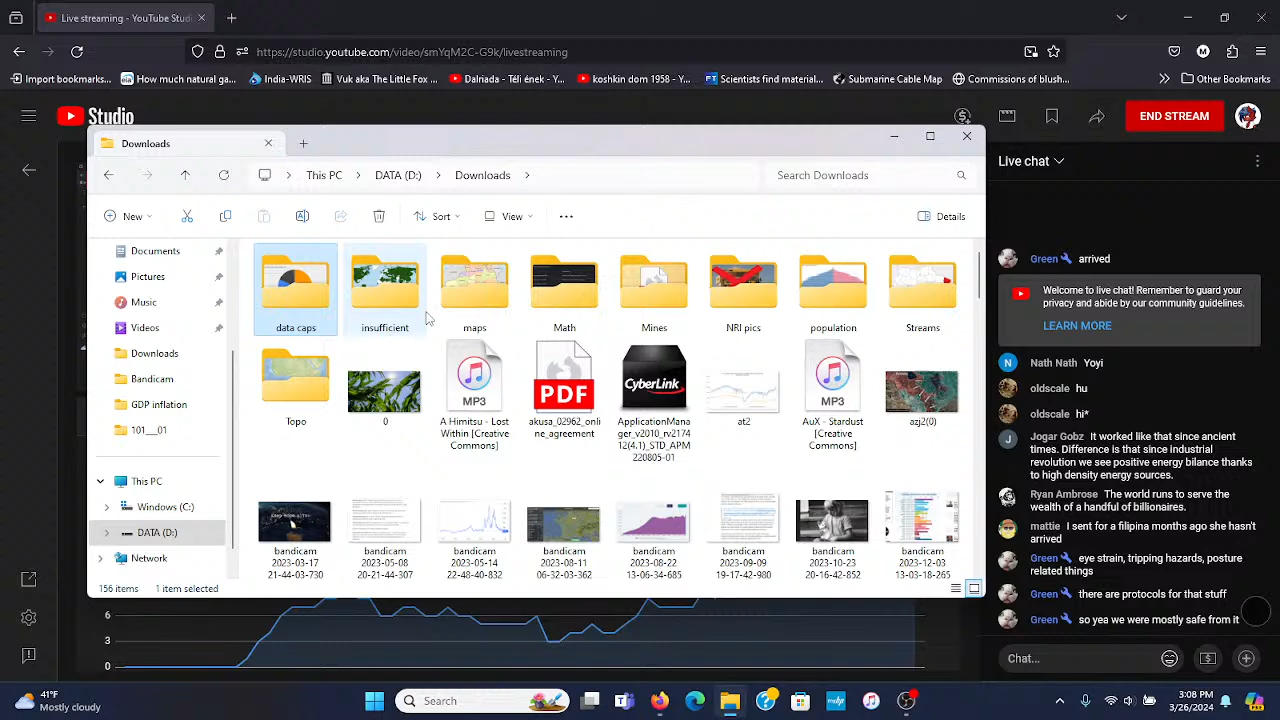 Live streaming - YouTube Studi
https://studio.youtube.com/video/smYqM2C-G9k/livestreaming
Import bookmarks...
How much natural ga...
India-WRIS
Vuk aka The Little Fox ...
Dalriada - Téli ének - Y...
koshkin dom 1958 - Y...
Scientists find material...
Submarine Cable Map
Commissions of blush...
Other Bookmarks
M
Studio
END STREAM
Downloads
This PC
DATA (D:)
Downloads
Search Downloads
New
Sort
View
Details
Documents
Pictures
Music
Videos
Downloads
Bandicam
GDP inflation
101___01
This PC
Windows (C:)
DATA (D:)
Network
data caps
insufficient
maps
Math
Mines
NRI pics
population
Streams
MP3
PDF
CyberLink
MP3
Topo
0
A Himitsu - Lost
Within [Creative
Commons]
akusa_02962_onli
ne_agreement
ApplicationMana
ger_v2010_rv2174
12(4.1)_STD_APM
220805-01
at2
AuX - Stardust
[Creative
Commons]
azj2(0)
bandicam
2023-03-17
21-44-03-730
bandicam
2023-05-08
20-21-44-307
bandicam
2023-05-14
22-48-40-832
bandicam
2023-08-11
06-32-03-362
bandicam
2023-08-22
13-06-34-685
bandicam
2023-09-09
19-17-42-980
bandicam
2023-10-23
20-16-42-852
bandicam
2023-12-03
13-03-18-265
156 items
1 item selected
6
3
0
Live chat
Green arrived
Welcome to live chat! Remember to guard your
privacy and abide by our community guidelines.
LEARN MORE
N
Nath Nath Yoyi
oldscale hu
oldscale hi*
J
Jogar Gobz It worked like that since ancient
times. Difference is that since industrial
revolution we see positive energy bilance thanks
to high density energy sources.
Ryan Ambrose The world runs to serve the
wealth of a handful of billionaires.
mattie I sent for a filipina months ago she hasn't
arrived
Green eye strain, tripping hazards, posture
related things
Green there are protocols for that stuff
Green so yea we were mostly safe from it
Chat...
41°F
Mostly cloudy
Search
3:08 PM
3/26/2024